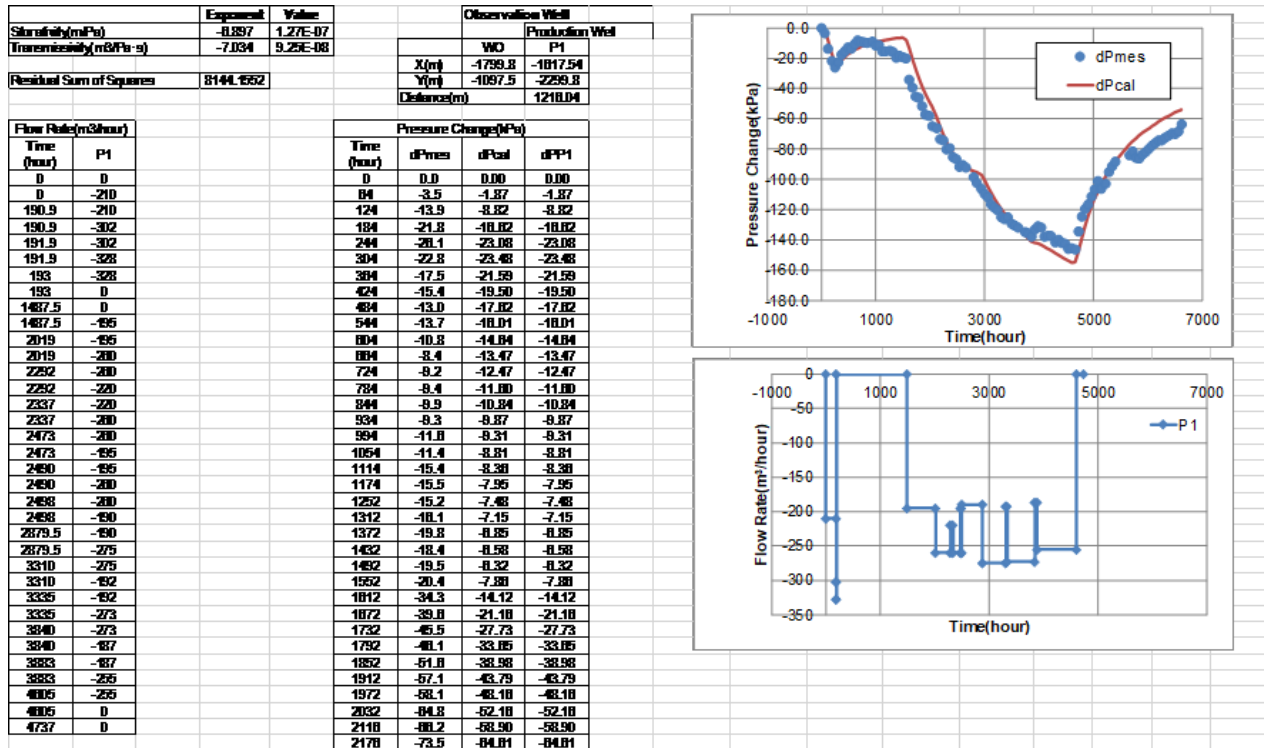 Exponent Value
Storativity(m/Pa) -6.897 1.27E-07
Transmissivity(m3/Pa·s) -7.034 9.25E-08
Residual Sum of Squares 8144.1552
Observation Well
Production Well
WO P1
X(m) -1799.8 -1617.54
Y(m) -1097.5 -2299.8
Distance(m) 1216.04
Flow Rate(m3/hour)
Time (hour) P1
0 0
0 -210
190.9 -210
190.9 -302
191.9 -302
191.9 -328
193 -328
193 0
1487.5 0
1487.5 -195
2019 -195
2019 -260
2292 -260
2292 -220
2337 -220
2337 -260
2473 -260
2473 -195
2490 -195
2490 -260
2498 -260
2498 -190
2879.5 -190
2879.5 -275
3310 -275
3310 -192
3335 -192
3335 -273
3840 -273
3840 -187
3883 -187
3883 -255
4605 -255
4605 0
4737 0
Pressure Change(kPa)
Time (hour) dPmes dPcal dPP1
0 0.0 0.00 0.00
64 -3.5 -1.87 -1.87
124 -13.9 -8.82 -8.82
184 -21.8 -16.62 -16.62
244 -26.1 -23.08 -23.08
304 -22.8 -23.48 -23.48
364 -17.5 -21.59 -21.59
424 -15.4 -19.50 -19.50
484 -13.0 -17.62 -17.62
544 -13.7 -16.01 -16.01
604 -10.8 -14.64 -14.64
664 -8.4 -13.47 -13.47
724 -9.2 -12.47 -12.47
784 -9.4 -11.60 -11.60
844 -9.9 -10.84 -10.84
934 -9.3 -9.87 -9.87
994 -11.6 -9.31 -9.31
1054 -11.4 -8.81 -8.81
1114 -15.4 -8.36 -8.36
1174 -15.5 -7.95 -7.95
1252 -15.2 -7.48 -7.48
1312 -16.1 -7.15 -7.15
1372 -19.8 -6.85 -6.85
1432 -18.4 -6.58 -6.58
1492 -19.5 -6.32 -6.32
1552 -20.4 -7.86 -7.86
1612 -34.3 -14.12 -14.12
1672 -39.6 -21.16 -21.16
1732 -45.5 -27.73 -27.73
1792 -46.1 -33.65 -33.65
1852 -51.6 -38.98 -38.98
1912 -57.1 -43.79 -43.79
1972 -58.1 -48.16 -48.16
2032 -64.8 -52.16 -52.16
2116 -66.2 -58.90 -58.90
2176 -73.5 -64.61 -64.61
0.0
-20.0
-40.0
-60.0
-80.0
-100.0
-120.0
-140.0
-160.0
-180.0
Pressure Change(kPa)
dPmes
dPcal
-1000 1000 3000 5000 7000
Time(hour)
0
-1000 1000 3000 5000 7000
-50
-100
-150
-200
-250
-300
-350
Flow Rate(m³/hour)
P1
Time(hour)